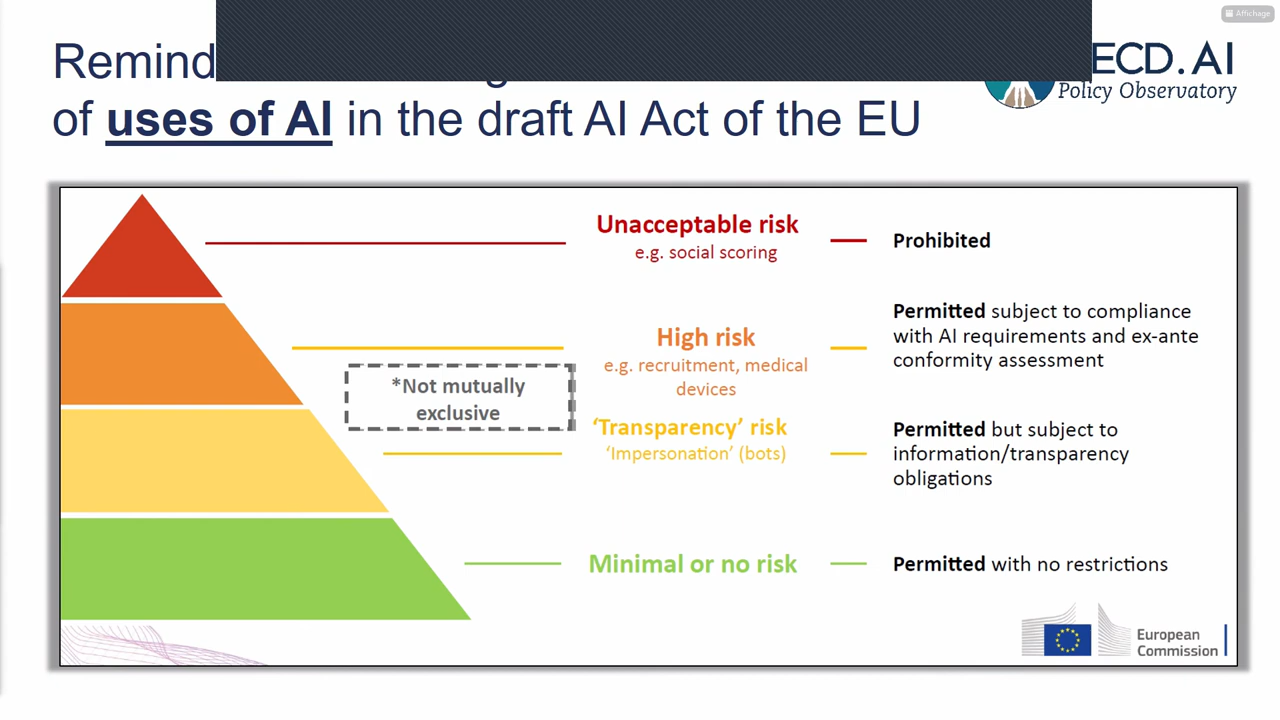 Affichage
Remind
ECD.AI
Policy Observatory
of uses of AI in the draft AI Act of the EU
Unacceptable risk
e.g. social scoring
Prohibited
High risk
e.g. recruitment, medical
devices
Permitted subject to compliance
with AI requirements and ex-ante
conformity assessment
*Not mutually
exclusive
‘Transparency’ risk
‘Impersonation’ (bots)
Permitted but subject to
information/transparency
obligations
Minimal or no risk
Permitted with no restrictions
European
Commission